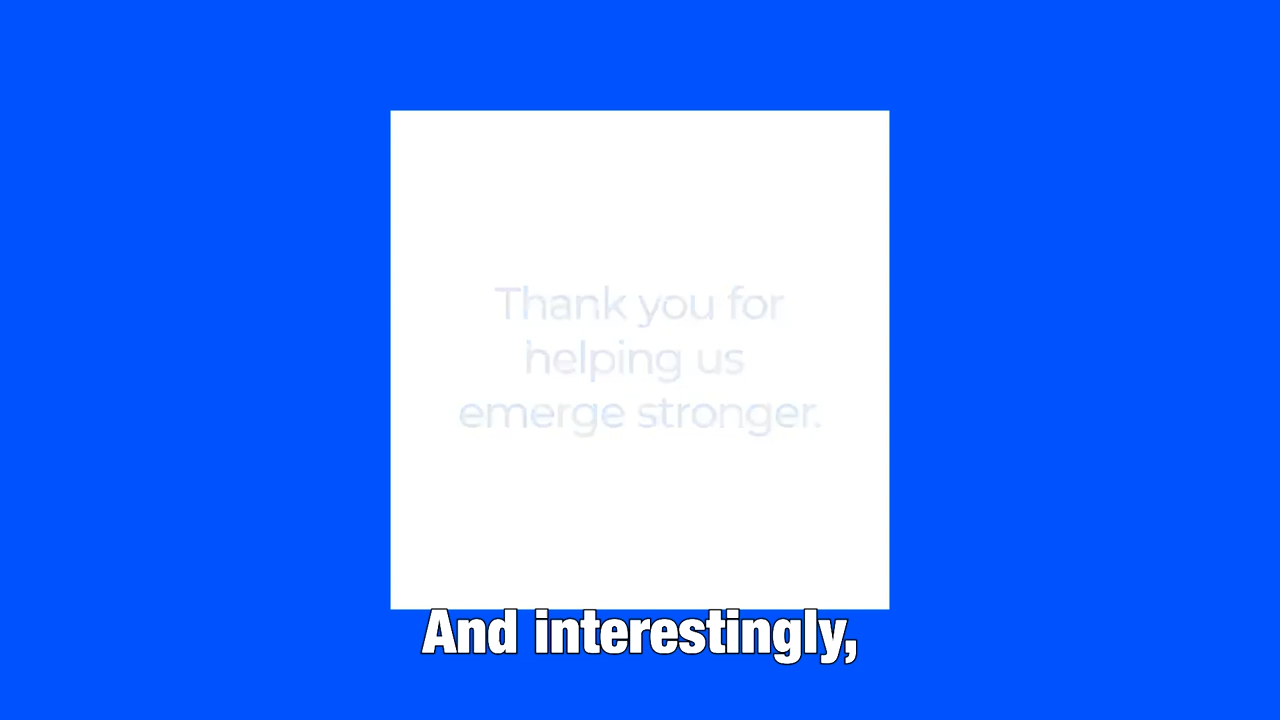 Thank you for
helping us
emerge stronger.
And interestingly,